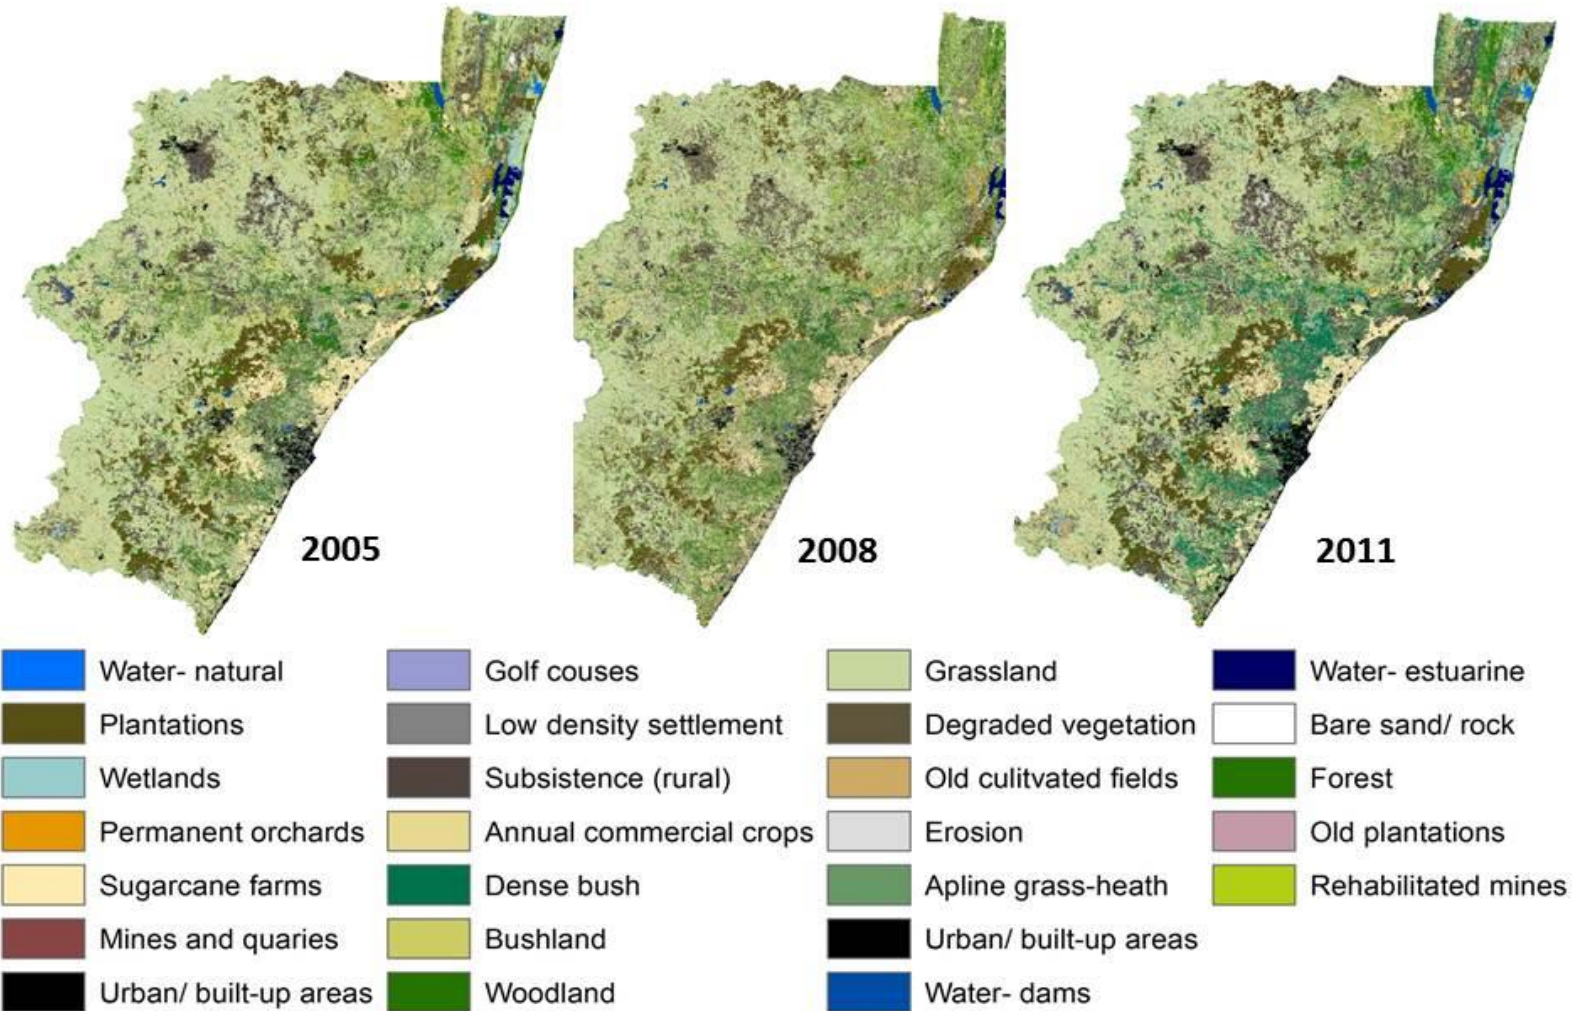 2005
2008
2011
Water- natural
Golf couses
Grassland
Water- estuarine
Plantations
Low density settlement
Degraded vegetation
Bare sand/ rock
Wetlands
Subsistence (rural)
Old culitvated fields
Forest
Permanent orchards
Annual commercial crops
Erosion
Old plantations
Sugarcane farms
Dense bush
Apline grass-heath
Rehabilitated mines
Mines and quaries
Bushland
Urban/ built-up areas
Urban/ built-up areas
Woodland
Water- dams